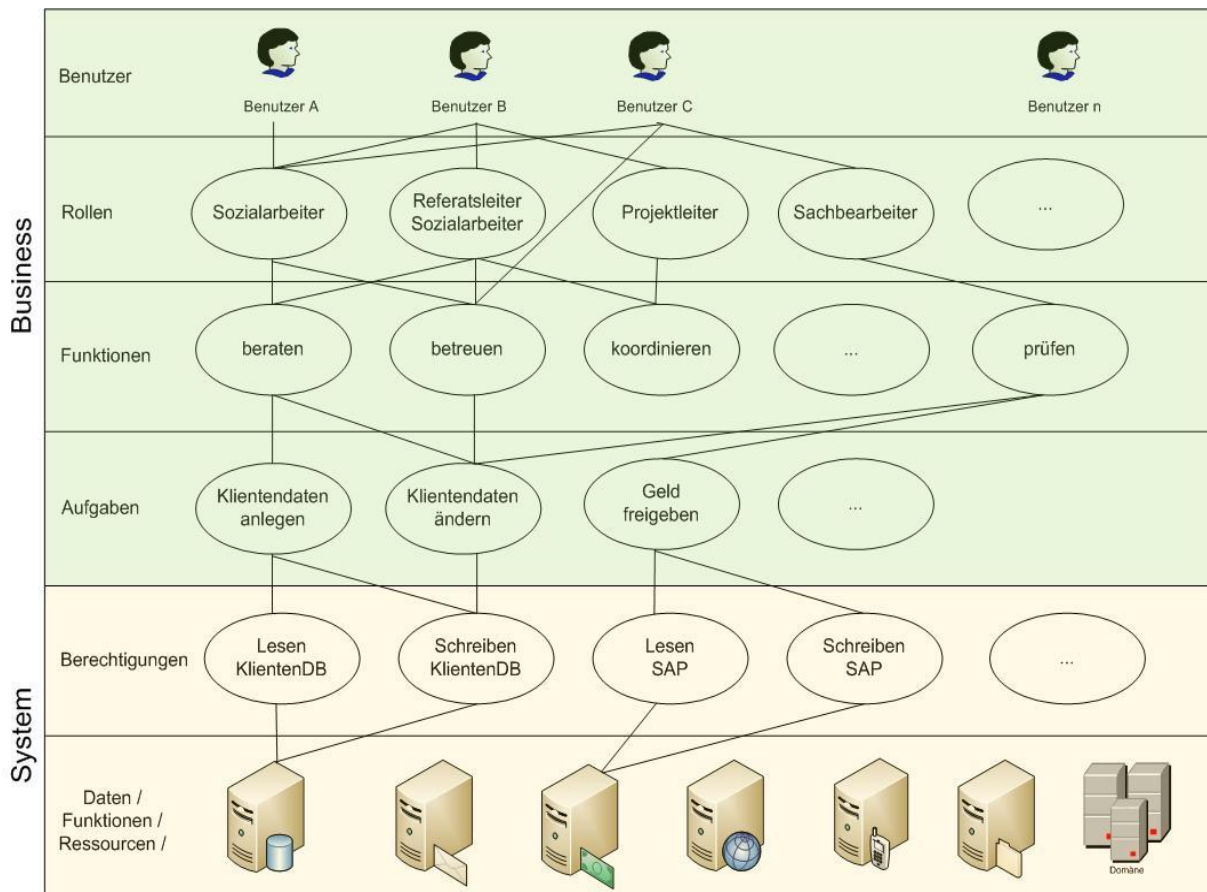 Business
System
Benutzer
Benutzer A
Benutzer B
Benutzer C
Benutzer n
Rollen
Sozialarbeiter
Referatsleiter
Sozialarbeiter
Projektleiter
Sachbearbeiter
...
Funktionen
beraten
betreuen
koordinieren
...
prüfen
Aufgaben
Klientendaten
anlegen
Klientendaten
ändern
Geld
freigeben
...
Berechtigungen
Lesen
KlientenDB
Schreiben
KlientenDB
Lesen
SAP
Schreiben
SAP
...
Daten /
Funktionen /
Ressourcen /
Domäne